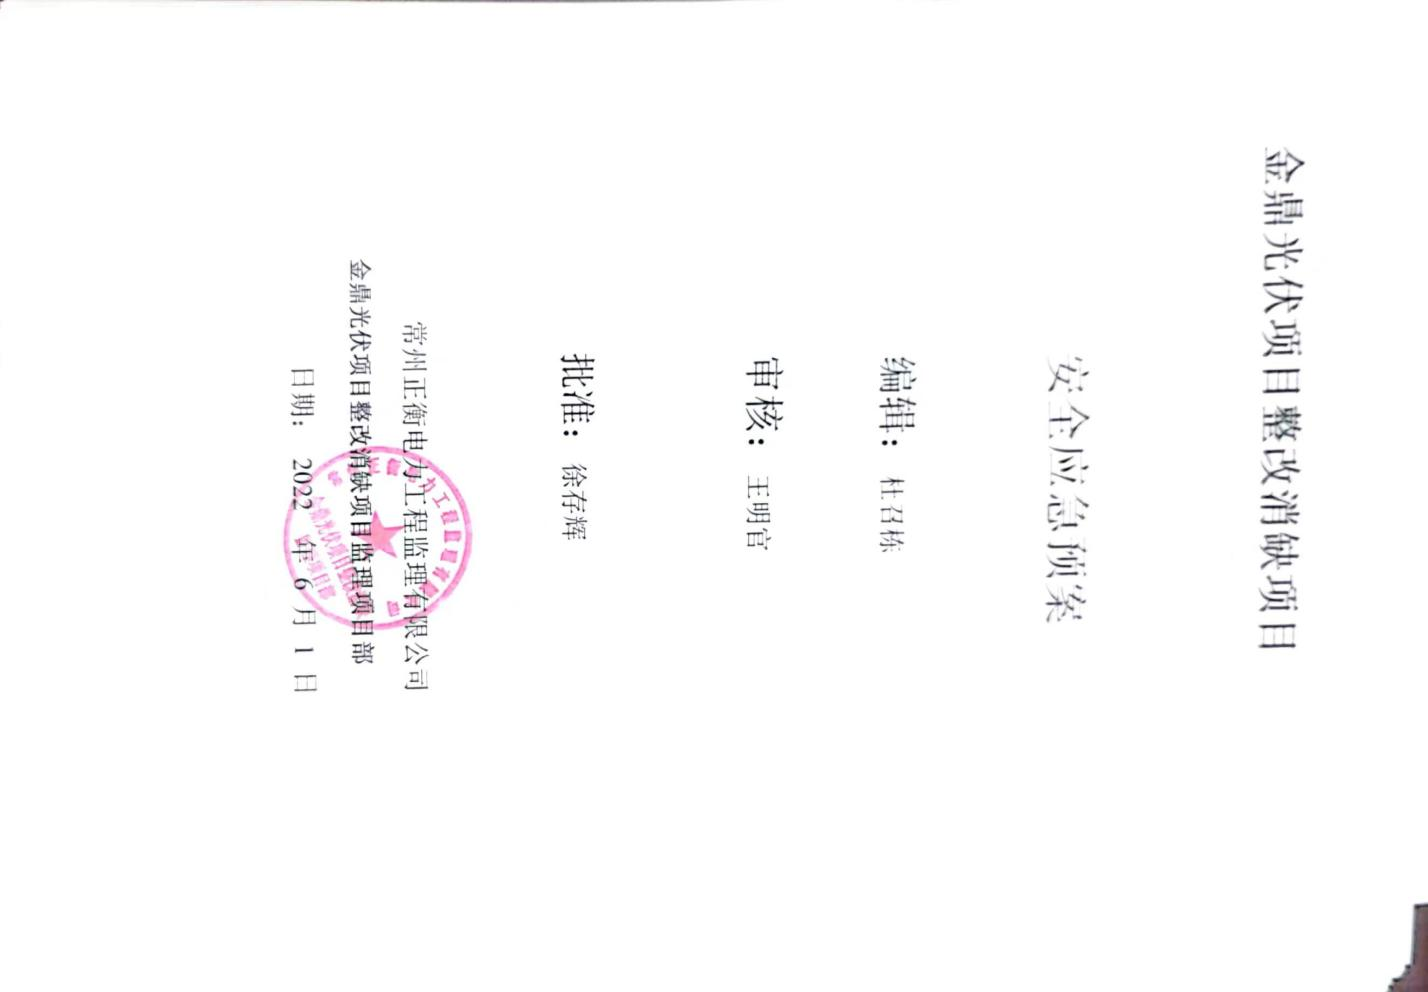 金鼎光伏项目整改消缺项目
安全应急预案
编辑：杜召栋
审核：王明官
批准：徐存辉
常州正衡电力工程监理有限公司
金鼎光伏项目整改消缺项目监理项目部
日期：2022 年 6 月 1 日